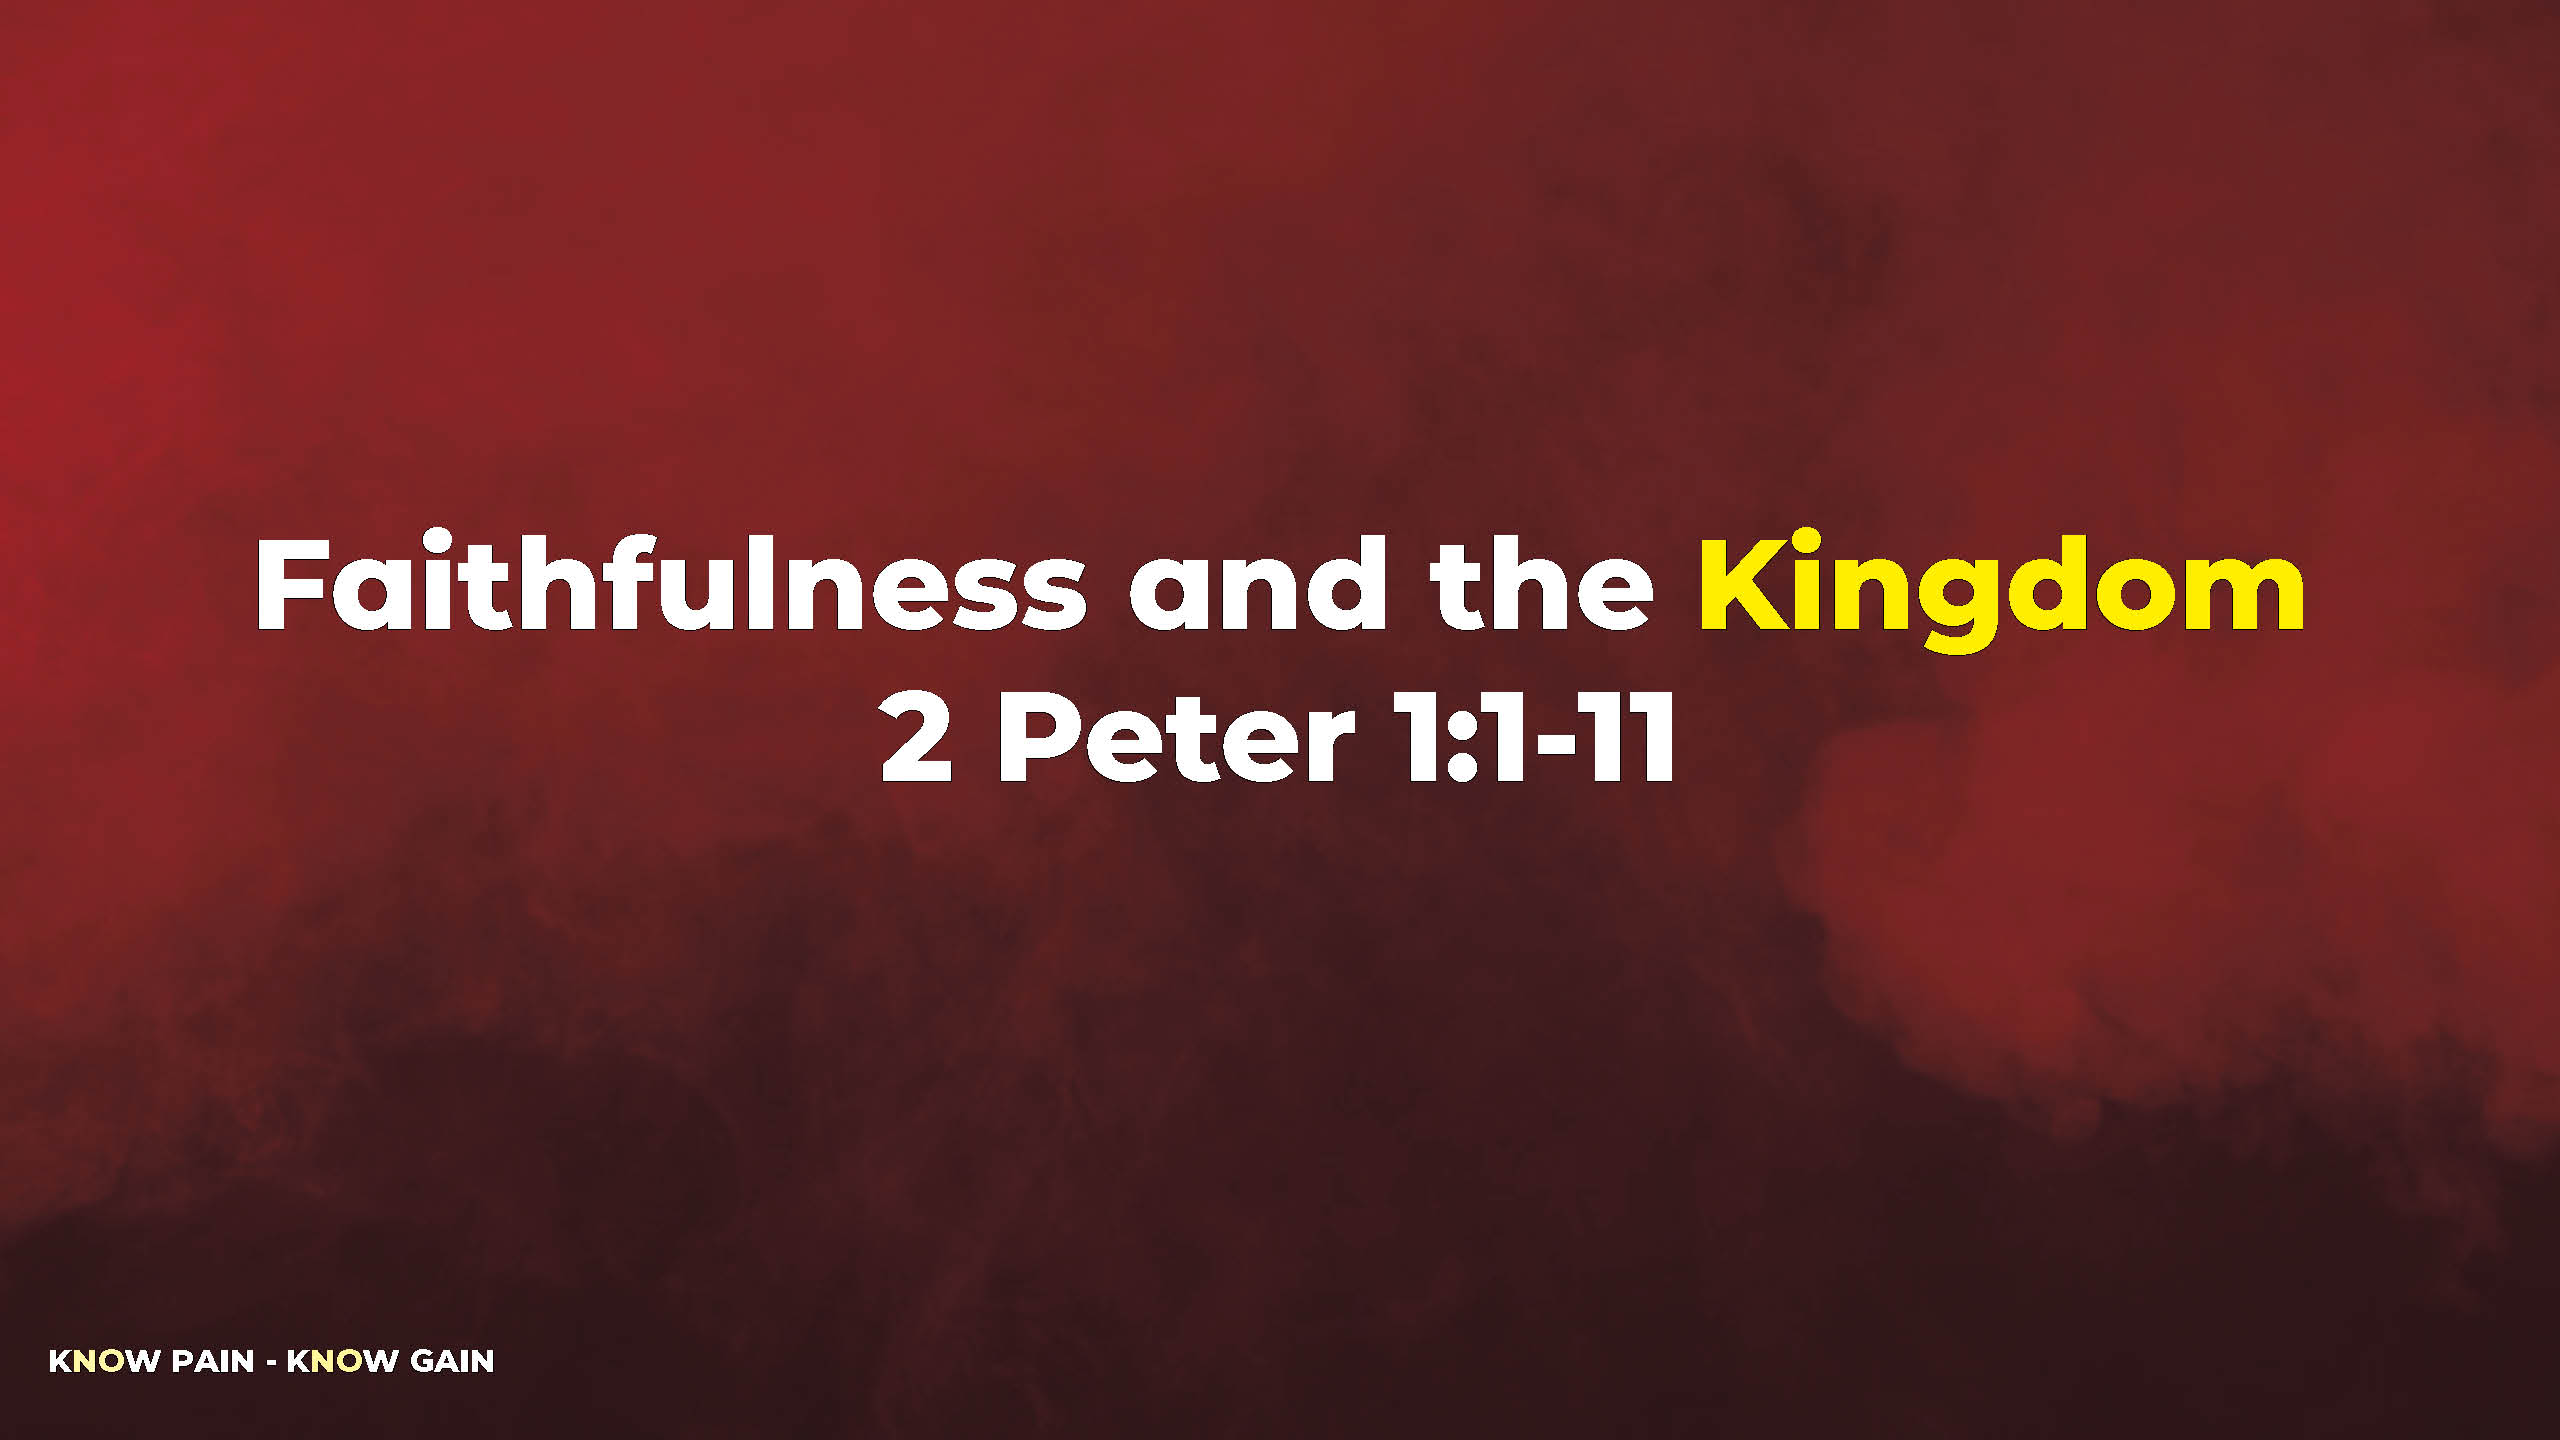 Faithfulness and the Kingdom
2 Peter 1:1-11
KNOW PAIN - KNOW GAIN